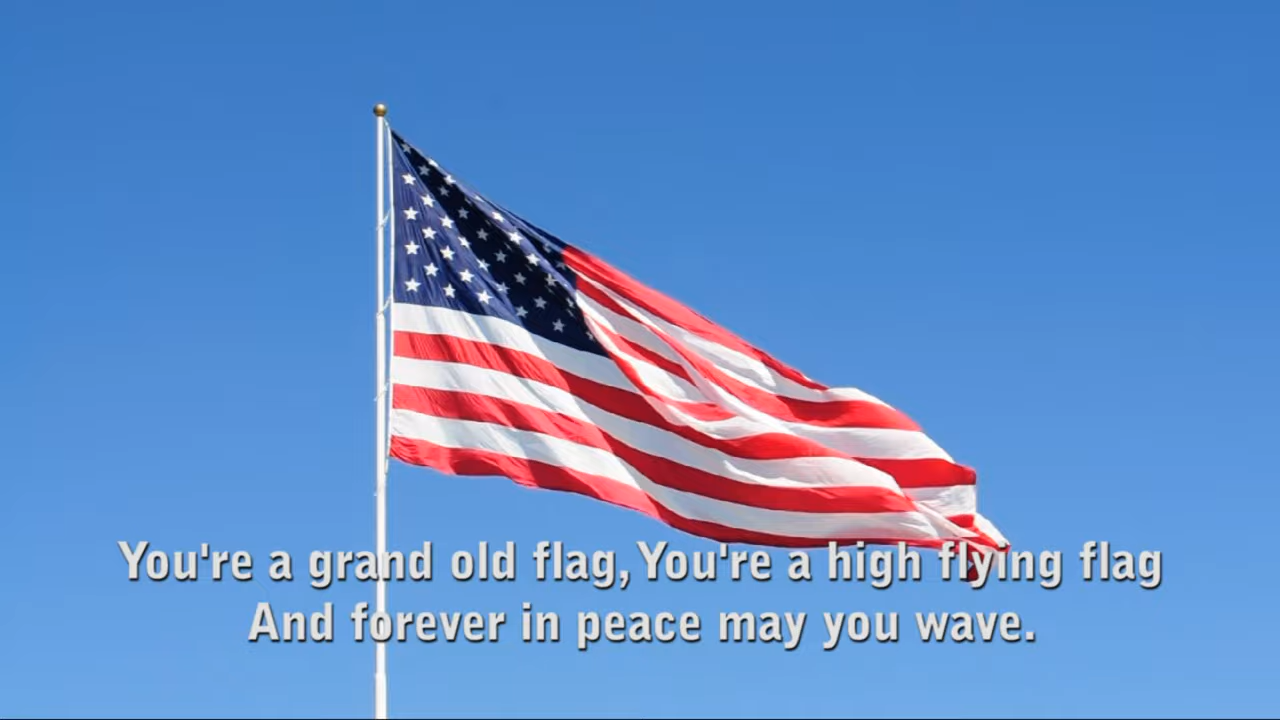 You're a grand old flag, You're a high flying flag
And forever in peace may you wave.